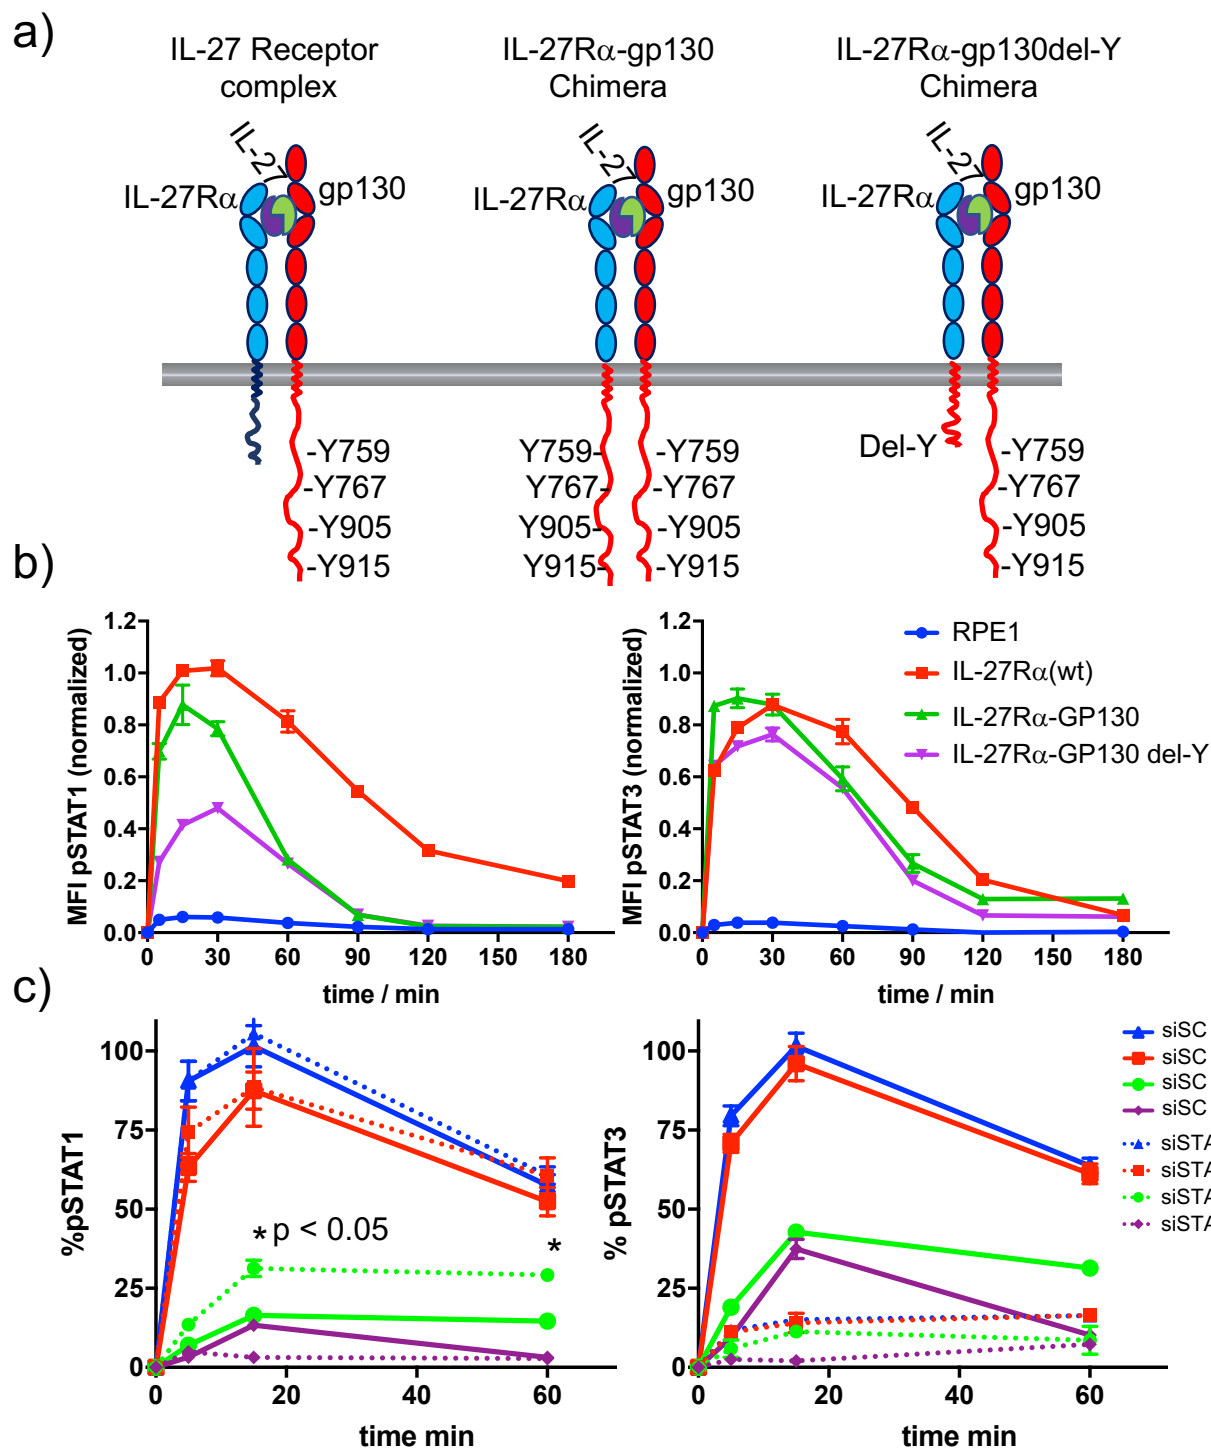 a)
IL-27 Receptor
complex
IL-27Rα-gp130
Chimera
IL-27Rα-gp130del-Y
Chimera
IL-27
IL-27Rα
gp130
IL-27
IL-27Rα
gp130
IL-27
IL-27Rα
gp130
-Y759
-Y767
-Y905
-Y915
Y759-
Y767-
Y905-
Y915-
-Y759
-Y767
-Y905
-Y915
Del-Y
-Y759
-Y767
-Y905
-Y915
b)
MFI pSTAT1 (normalized)
1.2
1.0
0.8
0.6
0.4
0.2
0.0
0 30 60 90 120 150 180
time / min
MFI pSTAT3 (normalized)
1.2
1.0
0.8
0.6
0.4
0.2
0.0
0 30 60 90 120 150 180
time / min
RPE1
IL-27Rα(wt)
IL-27Rα-GP130
IL-27Rα-GP130 del-Y
c)
%pSTAT1
100
75
50
25
0
0 20 40 60
time min
* p < 0.05
*
% pSTAT3
100
75
50
25
0
0 20 40 60
time min
siSC
siSC
siSC
siSC
siSTA
siSTA
siSTA
siSTA